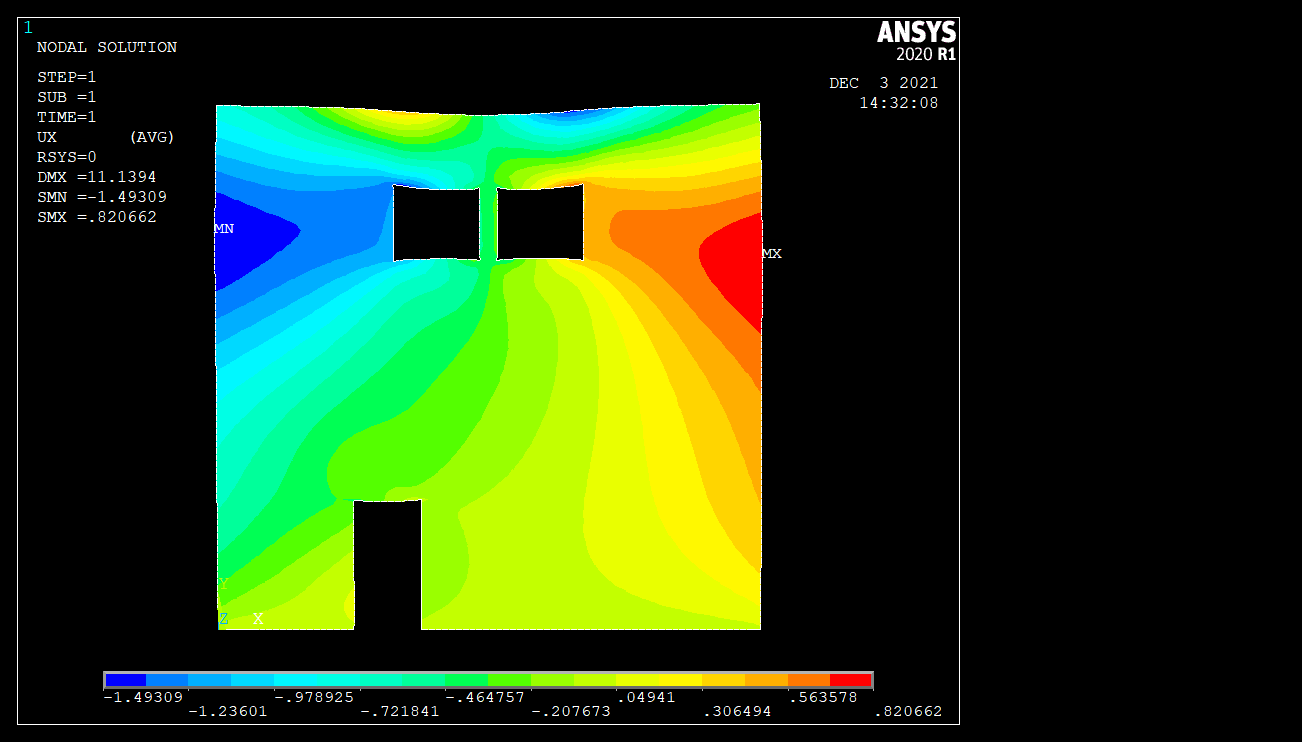 1
ANSYS
2020 R1
NODAL SOLUTION
STEP=1
SUB =1
TIME=1
UX (AVG)
RSYS=0
DMX =11.1394
SMN =-1.49309
SMX =.820662
DEC 3 2021
14:32:08
MN
MX
Y
Z X
-1.49309 -.978925 -.464757 .04941 .563578
-1.23601 -.721841 -.207673 .306494 .820662